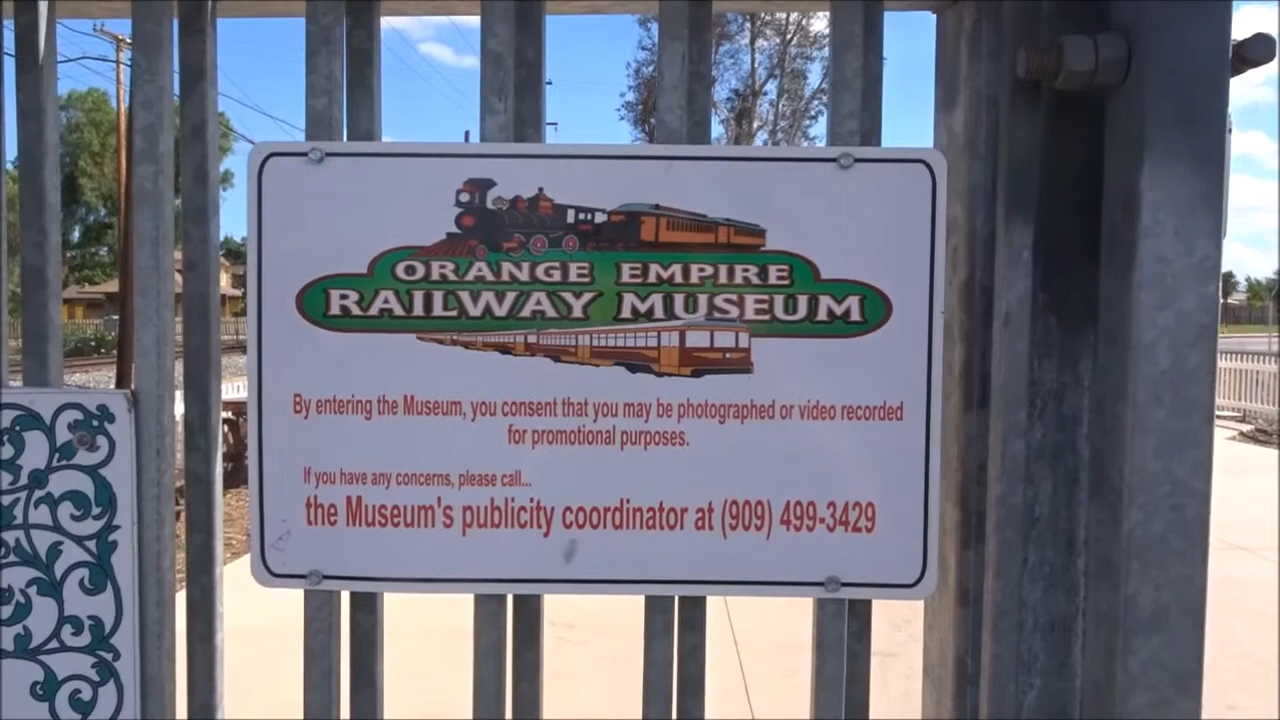 ORANGE EMPIRE
RAILWAY MUSEUM
By entering the Museum, you consent that you may be photographed or video recorded
for promotional purposes.
If you have any concerns, please call...
the Museum's publicity coordinator at (909) 499-3429